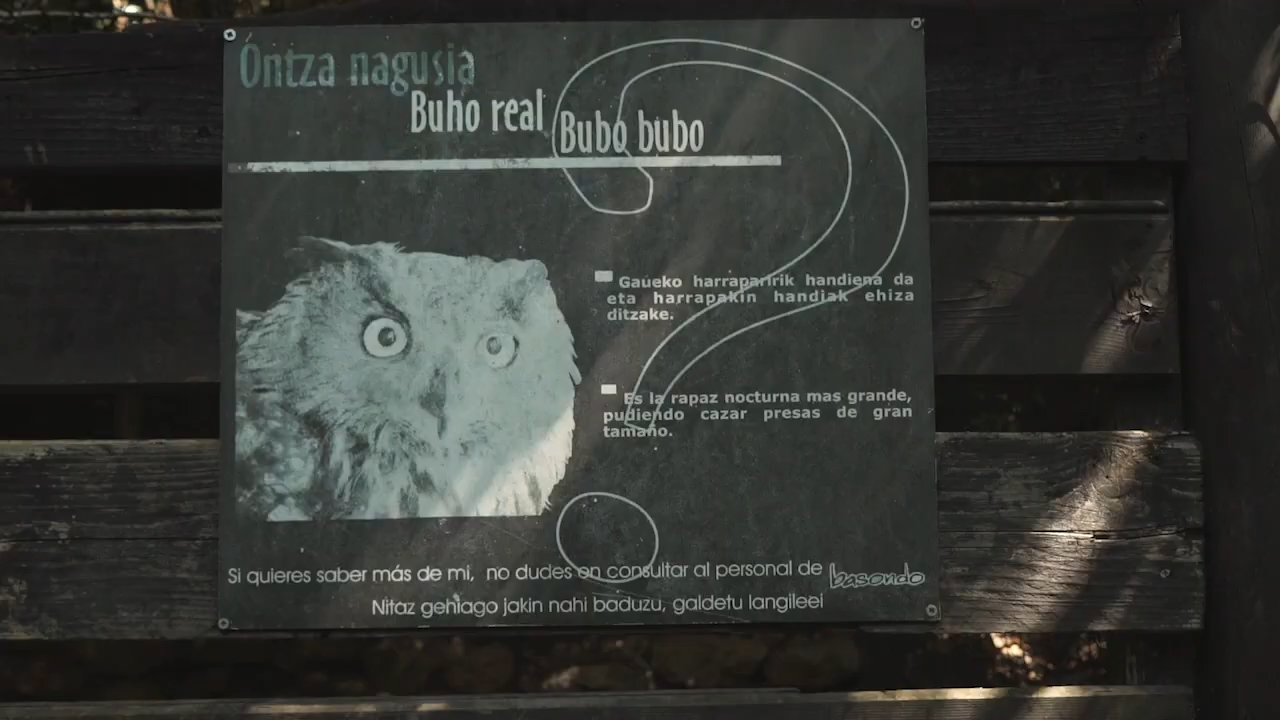 Óntza nagusia
Buho real
Bubo bubo
Gaueko harraparirik handiena da
eta harrapakin handiak ehiza
ditzake.
Es la rapaz nocturna mas grande,
pudiendo cazar presas de gran
tamaño.
Si quieres saber más de mi, no dudes en consultar al personal de basondo
Nitaz gehiago jakin nahi baduzu, galdetu langileei